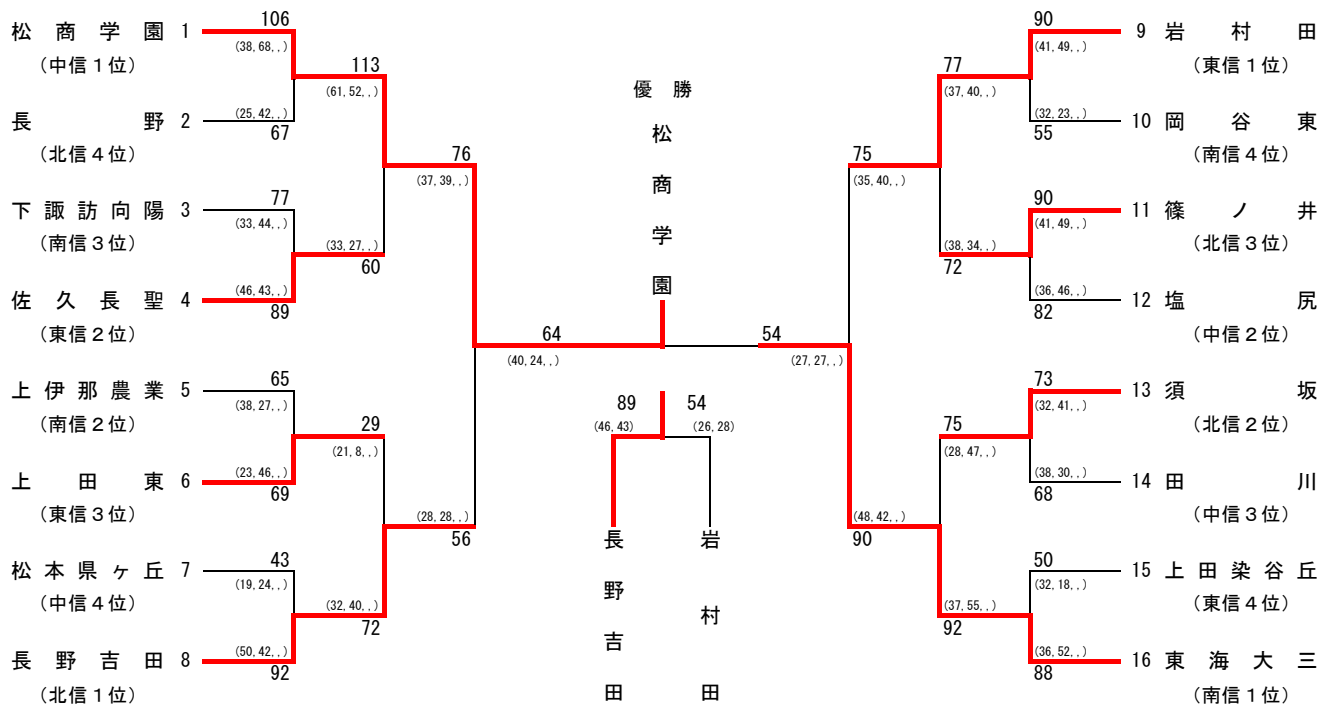 松商学園 1
(中信1位)
106
(38,68,,)
長野 2
(北信4位)
(25,42,,)
67
113
(61,52,,)
下諏訪向陽 3
(南信3位)
77
(33,44,,)
佐久長聖 4
(東信2位)
(46,43,,)
89
(33,27,,)
60
76
(37,39,,)
上伊那農業 5
(南信2位)
65
(38,27,,)
上田東 6
(東信3位)
(23,46,,)
69
29
(21,8,,)
松本県ヶ丘 7
(中信4位)
43
(19,24,,)
長野吉田 8
(北信1位)
(50,42,,)
92
(32,40,,)
72
(28,28,,)
56
優勝
松商学園
64
(40,24,,)
54
(27,27,,)
89
(46,43)
54
(26,28)
長野吉田
岩村田
90
(41,49,,)
9 岩村田
(東信1位)
(32,23,,)
55
10 岡谷東
(南信4位)
77
(37,40,,)
90
(41,49,,)
11 篠ノ井
(北信3位)
(36,46,,)
82
12 塩尻
(中信2位)
(38,34,,)
72
75
(35,40,,)
73
(32,41,,)
13 須坂
(北信2位)
(38,30,,)
68
14 田川
(中信3位)
75
(28,47,,)
50
(32,18,,)
15 上田染谷丘
(東信4位)
(36,52,,)
88
16 東海大三
(南信1位)
(37,55,,)
92
(48,42,,)
90